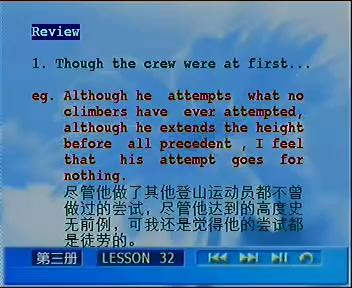 Review
1. Though the crew were at first...
eg. Although he attempts what no
climbers have ever attempted,
although he extends the height
before all precedent , I feel
that his attempt goes for
nothing.
尽管他做了其他登山运动员都不曾
做过的尝试，尽管他达到的高度史
无前例，可我还是觉得他的尝试都
是徒劳的。
第三册 LESSON 32